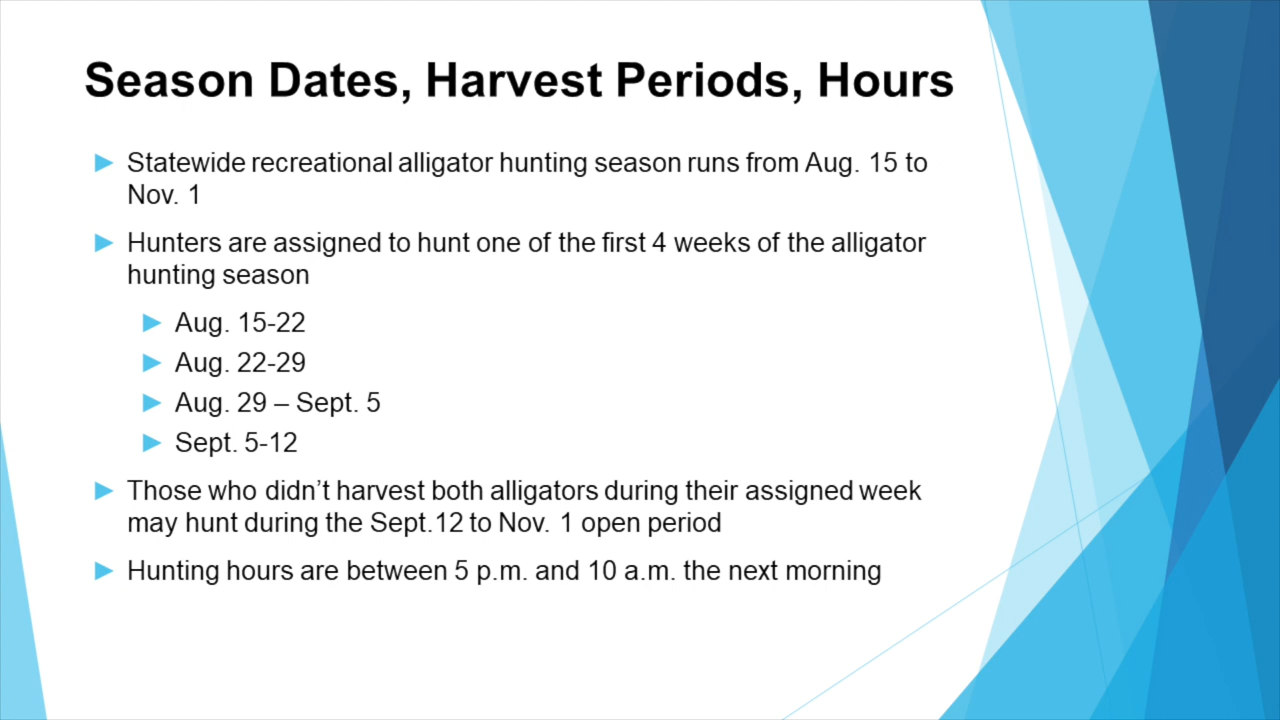 Season Dates, Harvest Periods, Hours
Statewide recreational alligator hunting season runs from Aug. 15 to
Nov. 1
Hunters are assigned to hunt one of the first 4 weeks of the alligator
hunting season
Aug. 15-22
Aug. 22-29
Aug. 29 – Sept. 5
Sept. 5-12
Those who didn’t harvest both alligators during their assigned week
may hunt during the Sept.12 to Nov. 1 open period
Hunting hours are between 5 p.m. and 10 a.m. the next morning